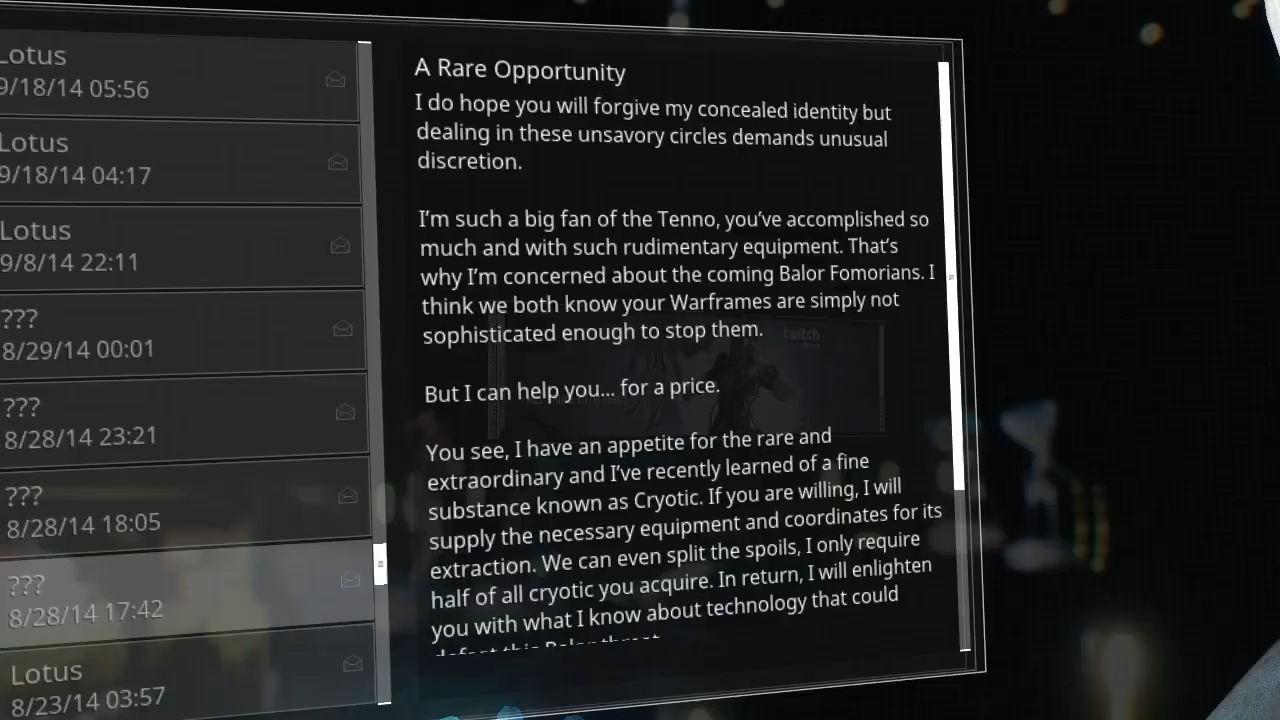 Lotus
9/18/14 05:56
Lotus
9/18/14 04:17
Lotus
9/8/14 22:11
???
8/29/14 00:01
???
8/28/14 23:21
???
8/28/14 18:05
???
8/28/14 17:42
Lotus
8/23/14 03:57
A Rare Opportunity
I do hope you will forgive my concealed identity but
dealing in these unsavory circles demands unusual
discretion.
I'm such a big fan of the Tenno, you've accomplished so
much and with such rudimentary equipment. That's
why I'm concerned about the coming Balor Fomorians. I
think we both know your Warframes are simply not
sophisticated enough to stop them.
But I can help you... for a price.
You see, I have an appetite for the rare and
extraordinary and I've recently learned of a fine
substance known as Cryotic. If you are willing, I will
supply the necessary equipment and coordinates for its
extraction. We can even split the spoils, I only require
half of all cryotic you acquire. In return, I will enlighten
you with what I know about technology that could
defeat this Balor threat
twitch